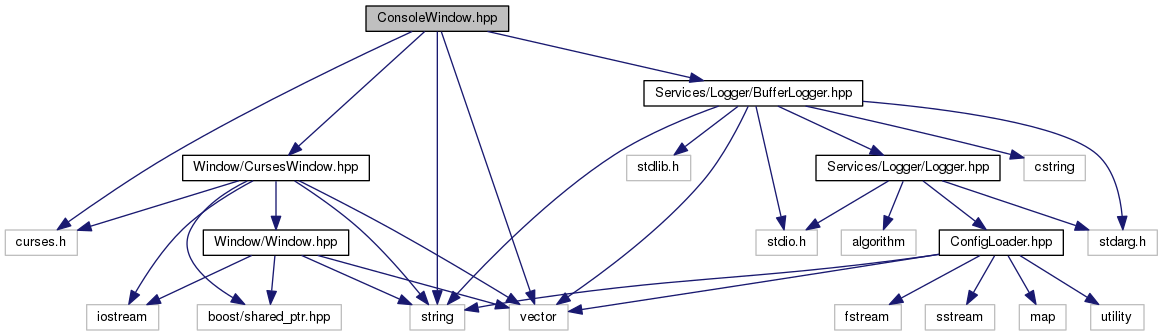 ConsoleWindow.hpp
Services/Logger/BufferLogger.hpp
Window/CursesWindow.hpp
stdlib.h
Services/Logger/Logger.hpp
cstring
curses.h
Window/Window.hpp
stdio.h
algorithm
ConfigLoader.hpp
stdarg.h
iostream
boost/shared_ptr.hpp
string
vector
fstream
sstream
map
utility